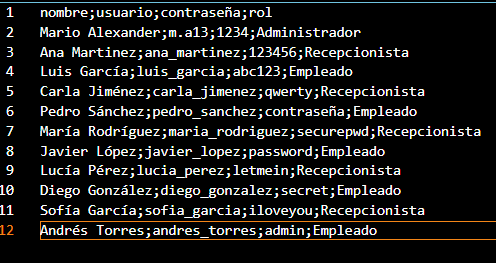 1 nombre;usuario;contraseña;rol
2 Mario Alexander;m.a13;1234;Administrador
3 Ana Martinez;ana_martinez;123456;Recepcionista
4 Luis García;luis_garcia;abc123;Empleado
5 Carla Jiménez;carla_jimenez;qwerty;Recepcionista
6 Pedro Sánchez;pedro_sanchez;contraseña;Empleado
7 María Rodríguez;maria_rodriguez;securepwd;Recepcionista
8 Javier López;javier_lopez;password;Empleado
9 Lucía Pérez;lucia_perez;letmein;Recepcionista
10 Diego González;diego_gonzalez;secret;Empleado
11 Sofía García;sofia_garcia;iloveyou;Recepcionista
12 Andrés Torres;andres_torres;admin;Empleado